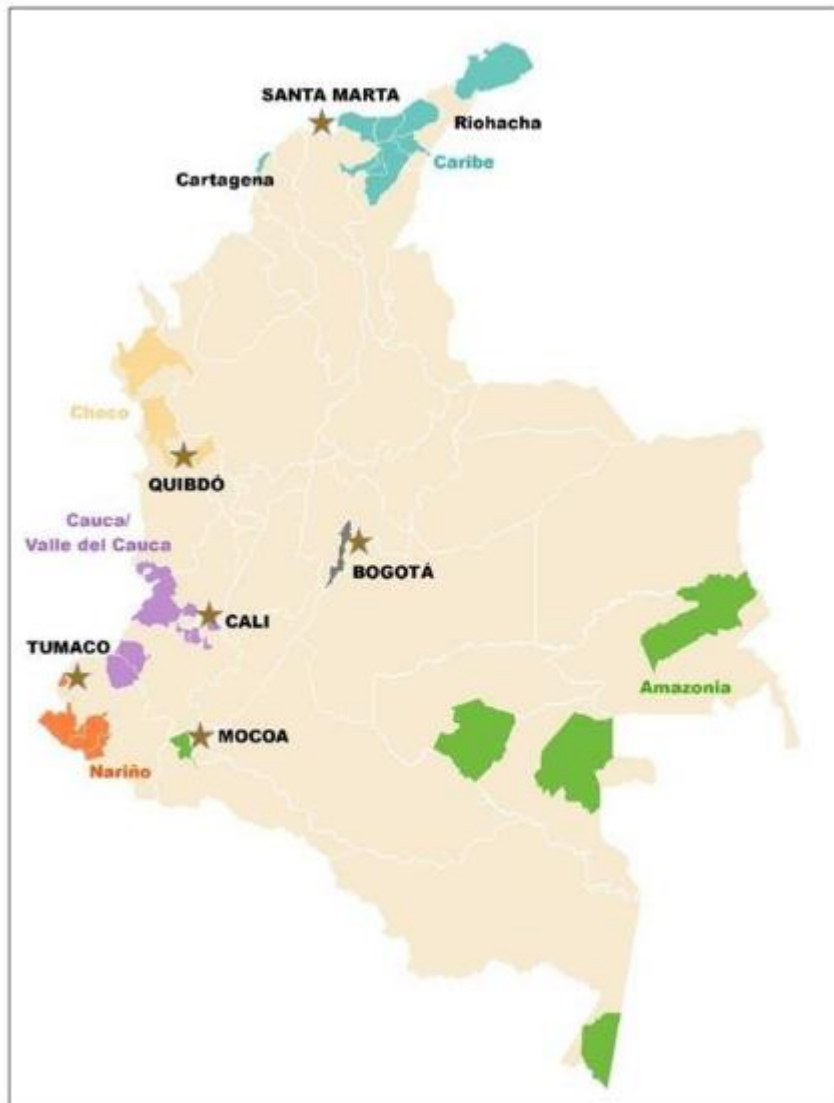 SANTA MARTA
Riohacha
Caribe
Cartagena
Choco
QUIBDÓ
Cauca/
Valle del Cauca
BOGOTÁ
CALI
TUMACO
Amazonia
MOCOA
Nariño